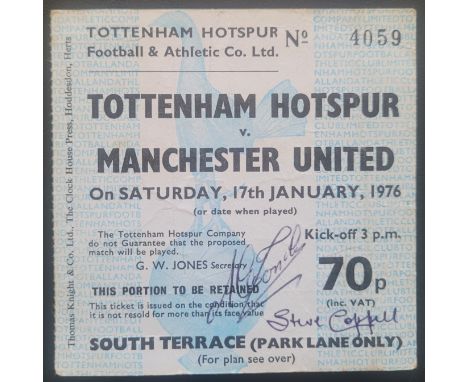 TOTTENHAM HOTSPUR
Football & Athletic Co. Ltd.
Nº 4059
TOTTENHAM HOTSPUR
v.
MANCHESTER UNITED
On SATURDAY, 17th JANUARY, 1976
(or date when played)
The Tottenham Hotspur Company
do not Guarantee that the proposed
match will be played.
G. W. JONES Secretary
Kick-off 3 p.m.
70p
(inc. VAT)
THIS PORTION TO BE RETAINED
This ticket is issued on the condition that
it is not resold for more than its face value
Steve Coppell
SOUTH TERRACE (PARK LANE ONLY)
(For plan see over)
Thomas Knight & Co. Ltd., The Clock House Press, Hoddesdon, Herts